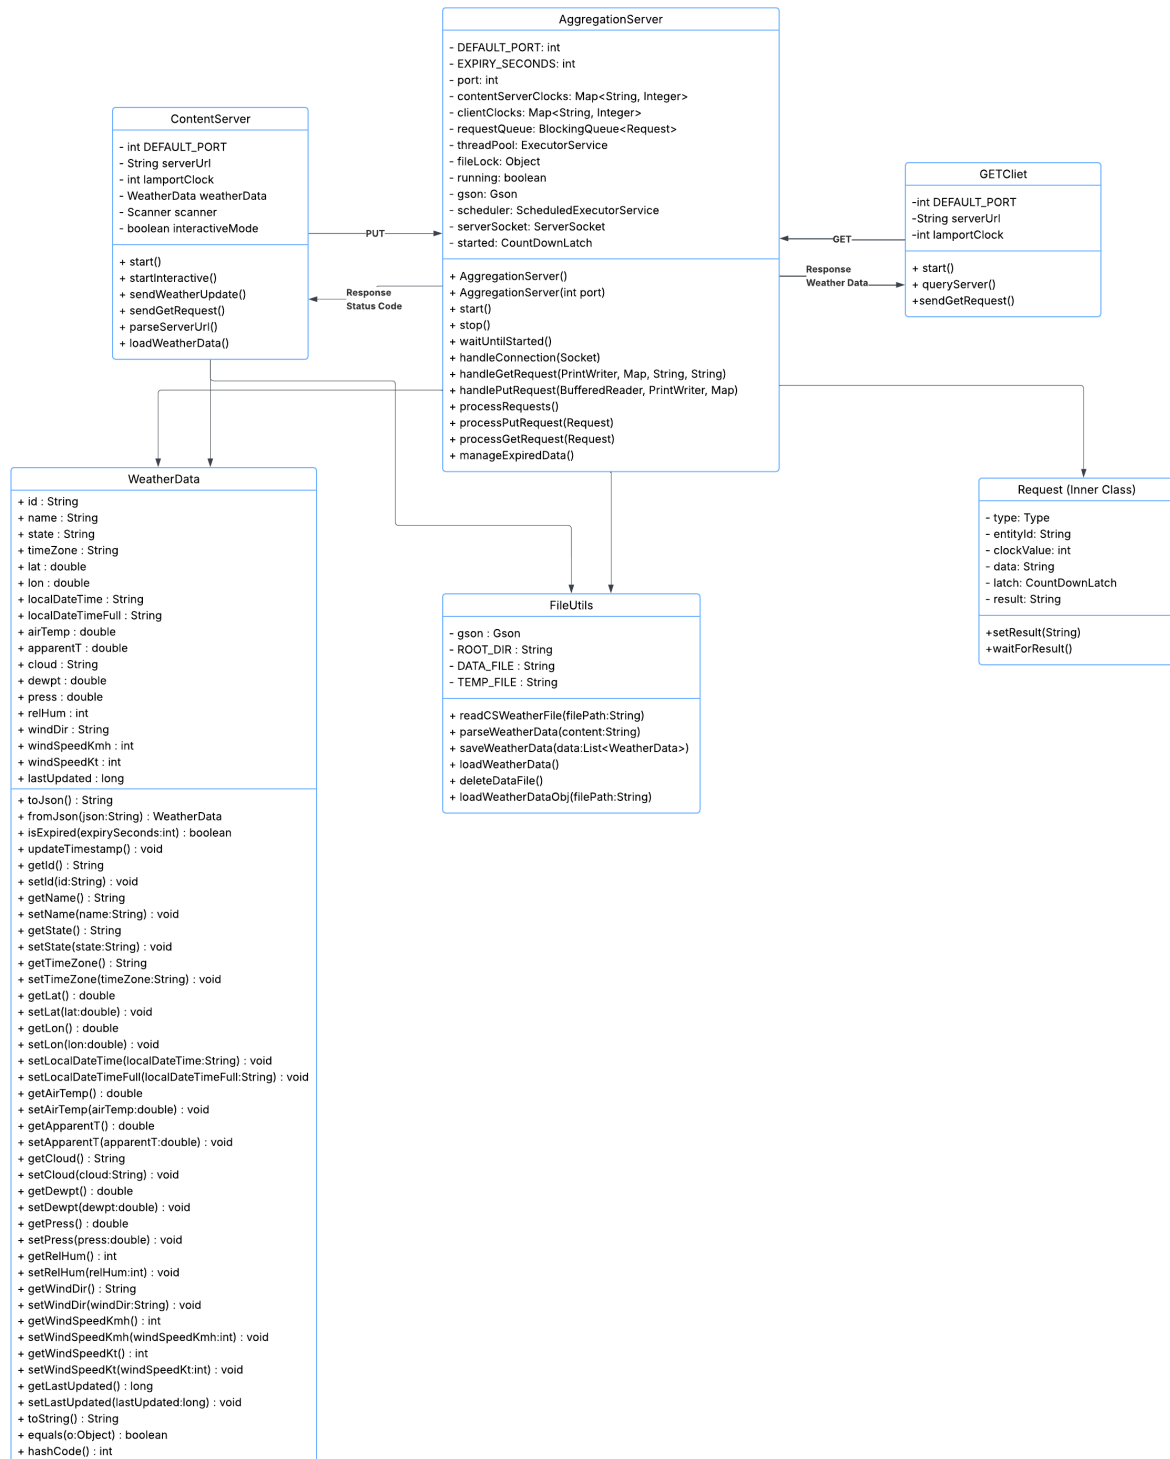 AggregationServer
- DEFAULT_PORT: int
- EXPIRY_SECONDS: int
- port: int
- contentServerClocks: Map<String, Integer>
- clientClocks: Map<String, Integer>
- requestQueue: BlockingQueue<Request>
- threadPool: ExecutorService
- fileLock: Object
- running: boolean
- gson: Gson
- scheduler: ScheduledExecutorService
- serverSocket: ServerSocket
- started: CountDownLatch
+ AggregationServer()
+ AggregationServer(int port)
+ start()
+ stop()
+ waitUntilStarted()
+ handleConnection(Socket)
+ handleGetRequest(PrintWriter, Map, String, String)
+ handlePutRequest(BufferedReader, PrintWriter, Map)
+ processRequests()
+ processPutRequest(Request)
+ processGetRequest(Request)
+ manageExpiredData()
ContentServer
- int DEFAULT_PORT
- String serverUrl
- int lamportClock
- WeatherData weatherData
- Scanner scanner
- boolean interactiveMode
+ start()
+ startInteractive()
+ sendWeatherUpdate()
+ sendGetRequest()
+ parseServerUrl()
+ loadWeatherData()
PUT
Response
Status Code
GETCliet
-int DEFAULT_PORT
-String serverUrl
-int lamportClock
+ start()
+ queryServer()
+sendGetRequest()
GET
Response
Weather Data
WeatherData
+ id : String
+ name : String
+ state : String
+ timeZone : String
+ lat : double
+ lon : double
+ localDateTime : String
+ localDateTimeFull : String
+ airTemp : double
+ apparentT : double
+ cloud : String
+ dewpt : double
+ press : double
+ relHum : int
+ windDir : String
+ windSpeedKmh : int
+ windSpeedKt : int
+ lastUpdated : long
+ toJson() : String
+ fromJson(json:String) : WeatherData
+ isExpired(expirySeconds:int) : boolean
+ updateTimestamp() : void
+ getId() : String
+ setId(id:String) : void
+ getName() : String
+ setName(name:String) : void
+ getState() : String
+ setState(state:String) : void
+ getTimeZone() : String
+ setTimeZone(timeZone:String) : void
+ getLat() : double
+ setLat(lat:double) : void
+ getLon() : double
+ setLon(lon:double) : void
+ setLocalDateTime(localDateTime:String) : void
+ setLocalDateTimeFull(localDateTimeFull:String) : void
+ getAirTemp() : double
+ setAirTemp(airTemp:double) : void
+ getApparentT() : double
+ setApparentT(apparentT:double) : void
+ getCloud() : String
+ setCloud(cloud:String) : void
+ getDewpt() : double
+ setDewpt(dewpt:double) : void
+ getPress() : double
+ setPress(press:double) : void
+ getRelHum() : int
+ setRelHum(relHum:int) : void
+ getWindDir() : String
+ setWindDir(windDir:String) : void
+ getWindSpeedKmh() : int
+ setWindSpeedKmh(windSpeedKmh:int) : void
+ getWindSpeedKt() : int
+ setWindSpeedKt(windSpeedKt:int) : void
+ getLastUpdated() : long
+ setLastUpdated(lastUpdated:long) : void
+ toString() : String
+ equals(o:Object) : boolean
+ hashCode() : int
FileUtils
- gson : Gson
- ROOT_DIR : String
- DATA_FILE : String
- TEMP_FILE : String
+ readCSWeatherFile(filePath:String)
+ parseWeatherData(content:String)
+ saveWeatherData(data:List<WeatherData>)
+ loadWeatherData()
+ deleteDataFile()
+ loadWeatherDataObj(filePath:String)
Request (Inner Class)
- type: Type
- entityId: String
- clockValue: int
- data: String
- latch: CountDownLatch
- result: String
+setResult(String)
+waitForResult()